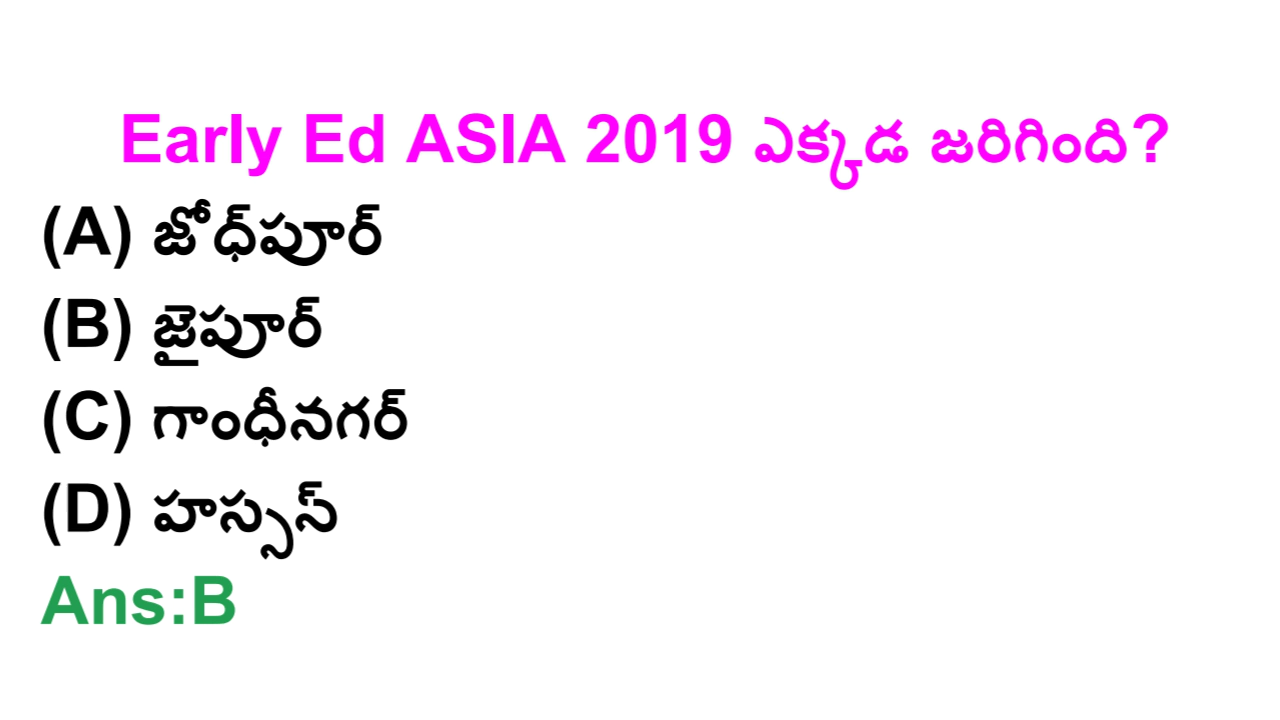 Early Ed ASIA 2019 ఎక్కడ జరిగింది?
(A) జోధ్‌పూర్
(B) జైపూర్
(C) గాంధీనగర్
(D) హస్సన్
Ans:B